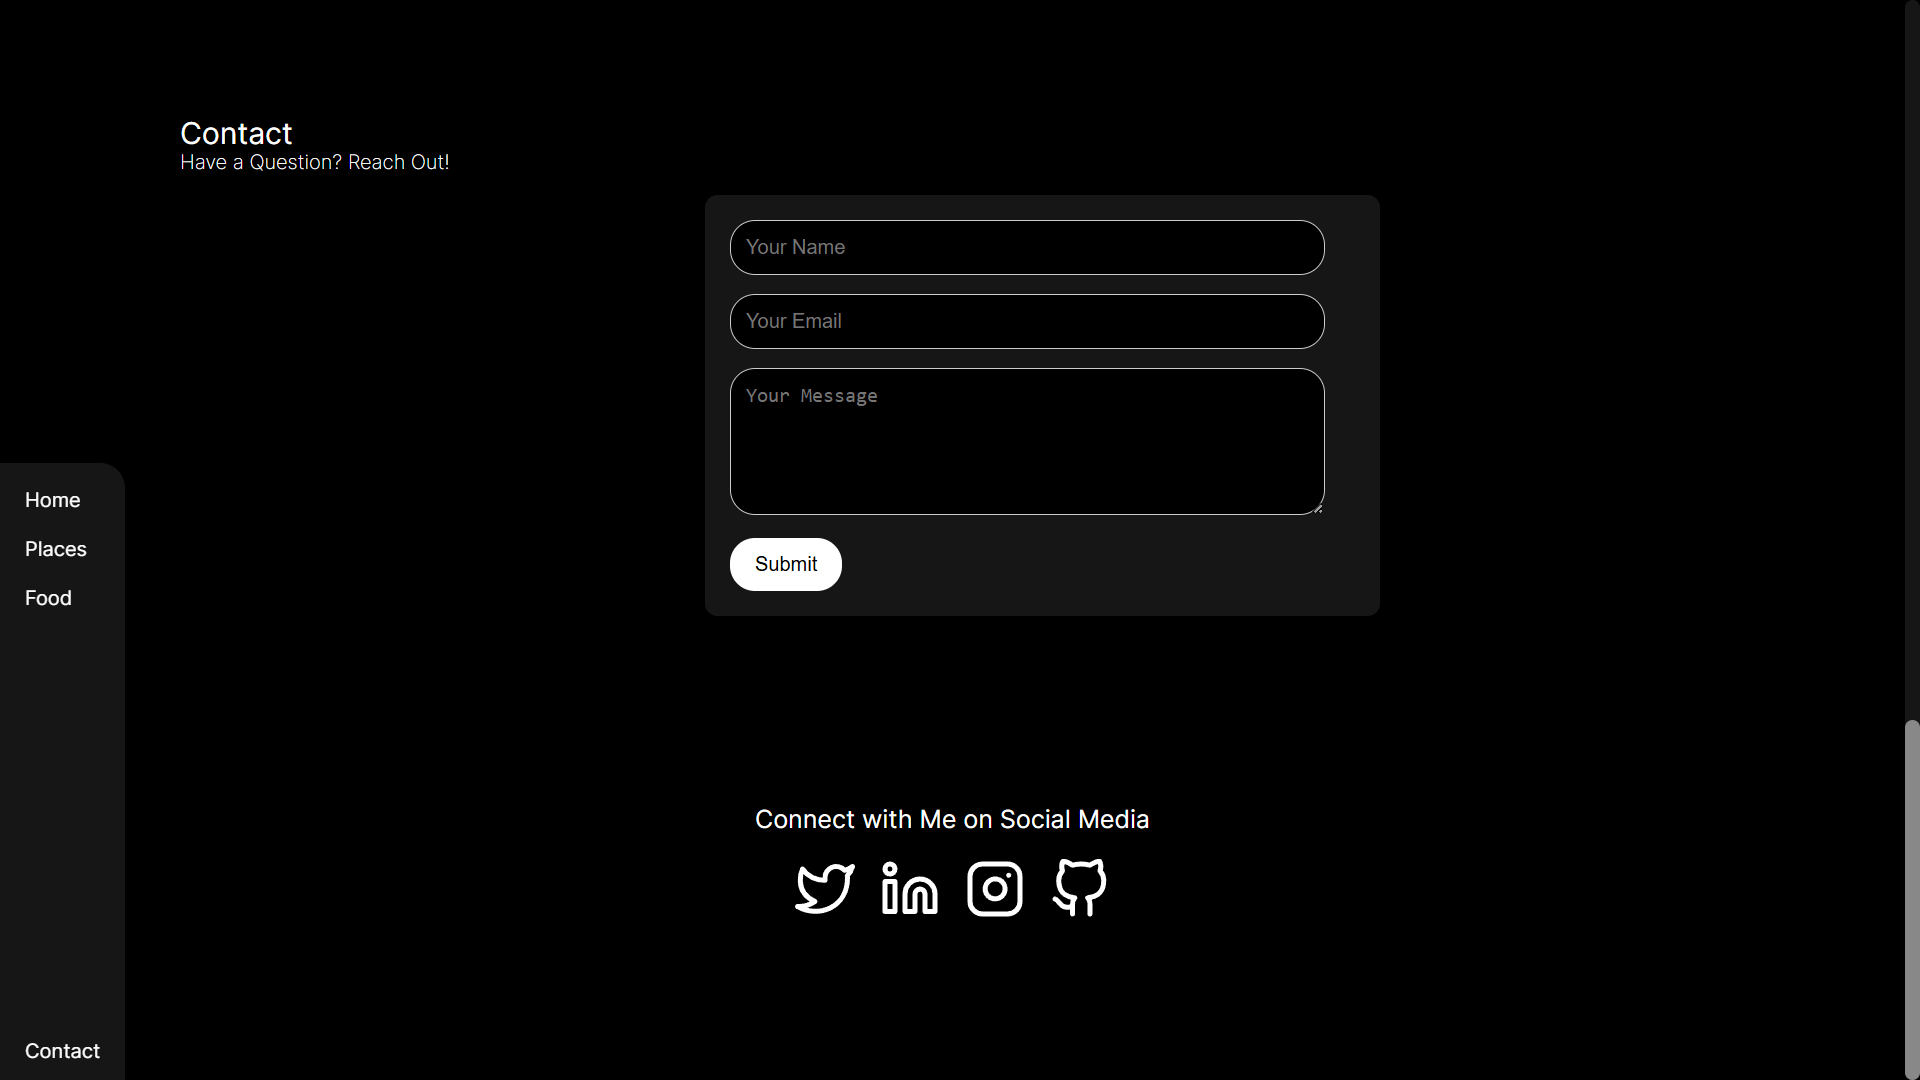 Contact
Have a Question? Reach Out!
Your Name
Your Email
Your Message
Submit
Home
Places
Food
Contact
Connect with Me on Social Media